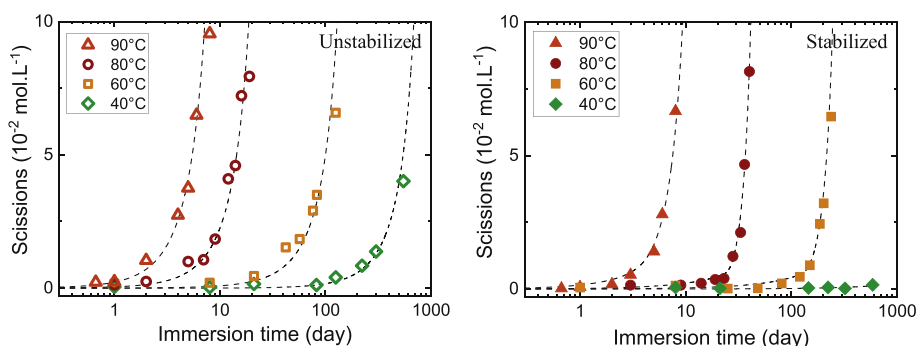 10
5
0
Scissions (10⁻² mol.L⁻¹)
90°C
80°C
60°C
40°C
Unstabilized
1
10
100
1000
Immersion time (day)
10
5
0
Scissions (10⁻² mol.L⁻¹)
90°C
80°C
60°C
40°C
Stabilized
1
10
100
1000
Immersion time (day)